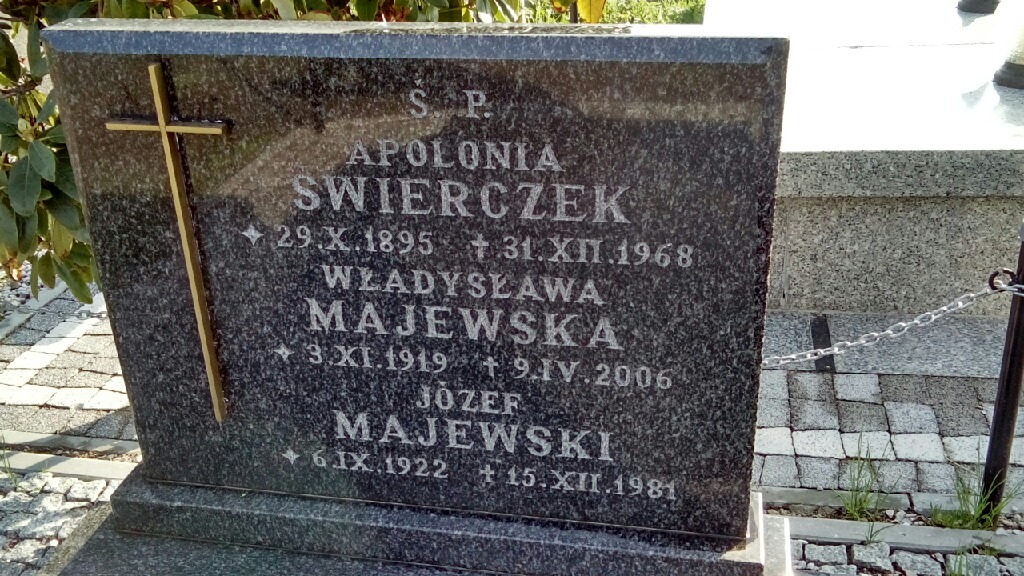 Ś. P.
APOLONIA
ŚWIERCZEK
✦ 29.X.1895 † 31.XII.1968
WŁADYSŁAWA
MAJEWSKA
✦ 3.XI.1919 † 9.IV.2006
JÓZEF
MAJEWSKI
✦ 6.IX.1922 † 15.XII.1981